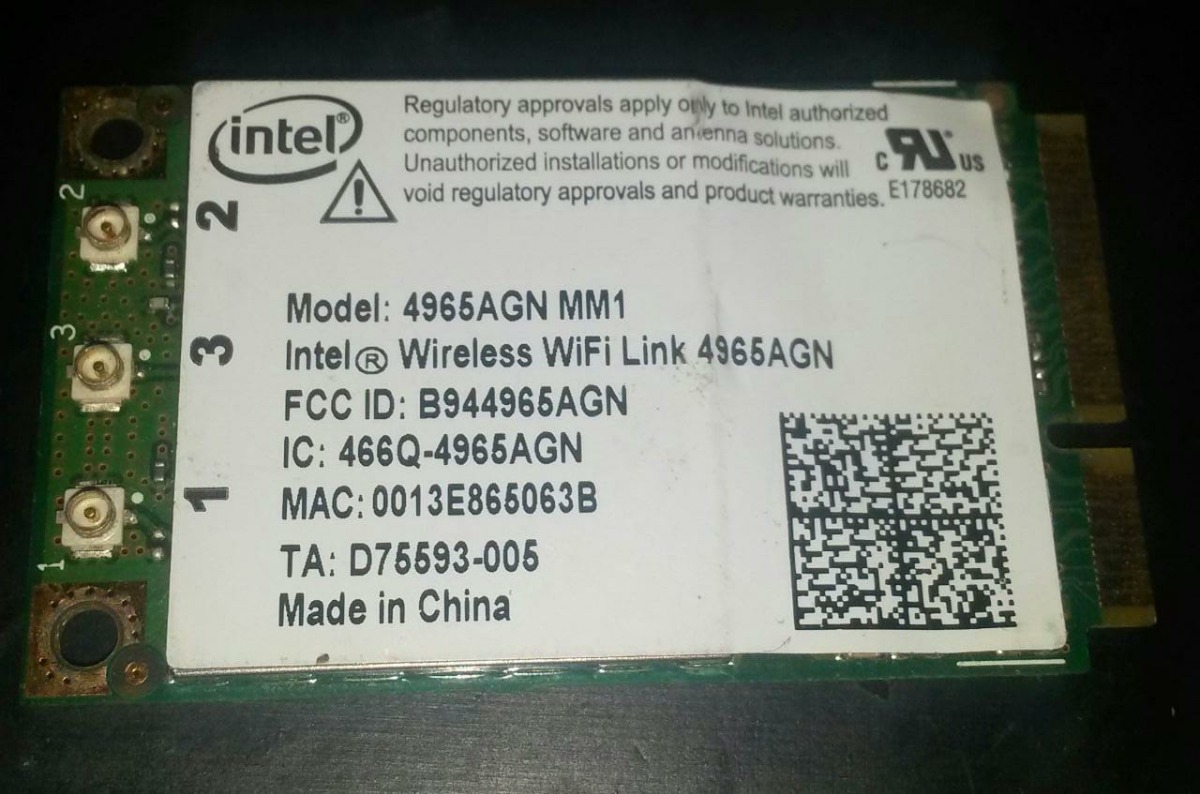 intel®
Regulatory approvals apply only to Intel authorized
components, software and antenna solutions.
Unauthorized installations or modifications will
void regulatory approvals and product warranties.
C RU US
E178682
2
2
Model: 4965AGN MM1
3
3
Intel® Wireless WiFi Link 4965AGN
FCC ID: B944965AGN
IC: 466Q-4965AGN
1
MAC: 0013E865063B
1
TA: D75593-005
Made in China